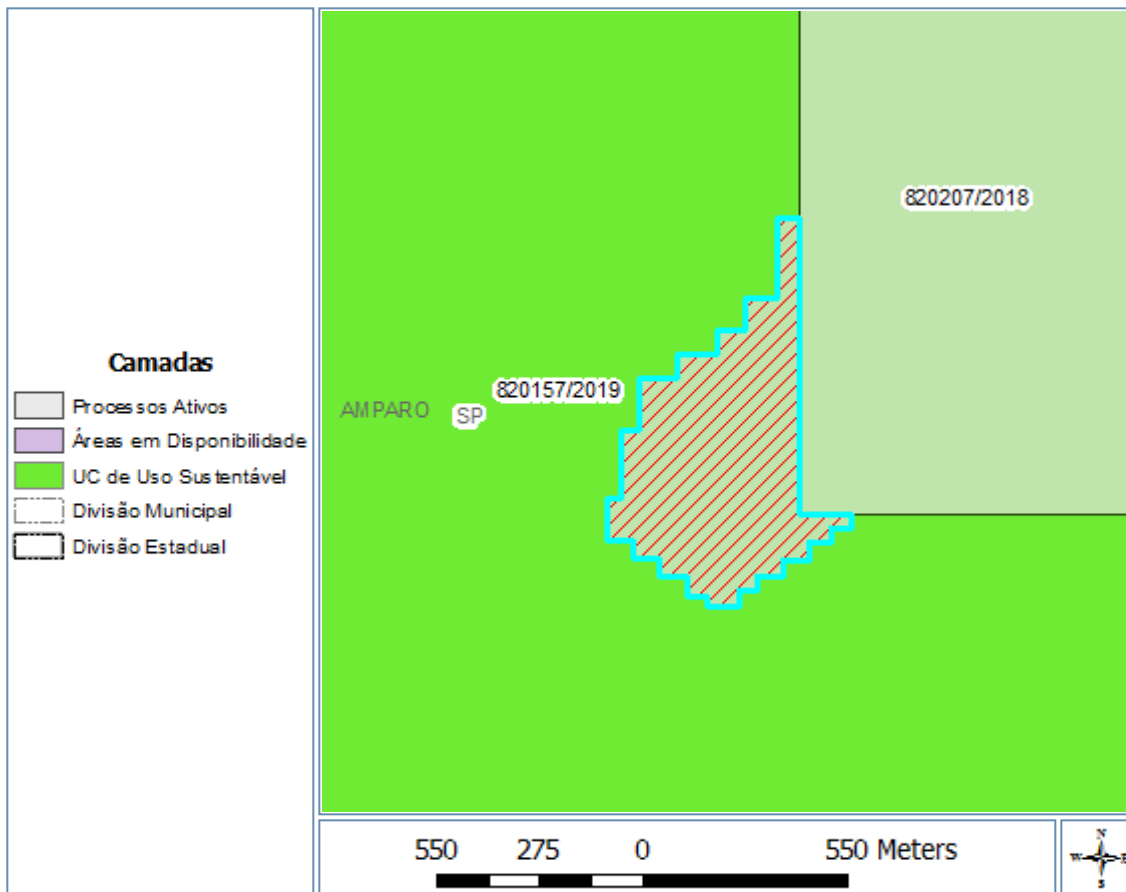 Camadas
Processos Ativos
Áreas em Disponibilidade
UC de Uso Sustentável
Divisão Municipal
Divisão Estadual
820207/2018
820157/2019
AMPARO SP
550 275 0 550 Meters
N
W E
S